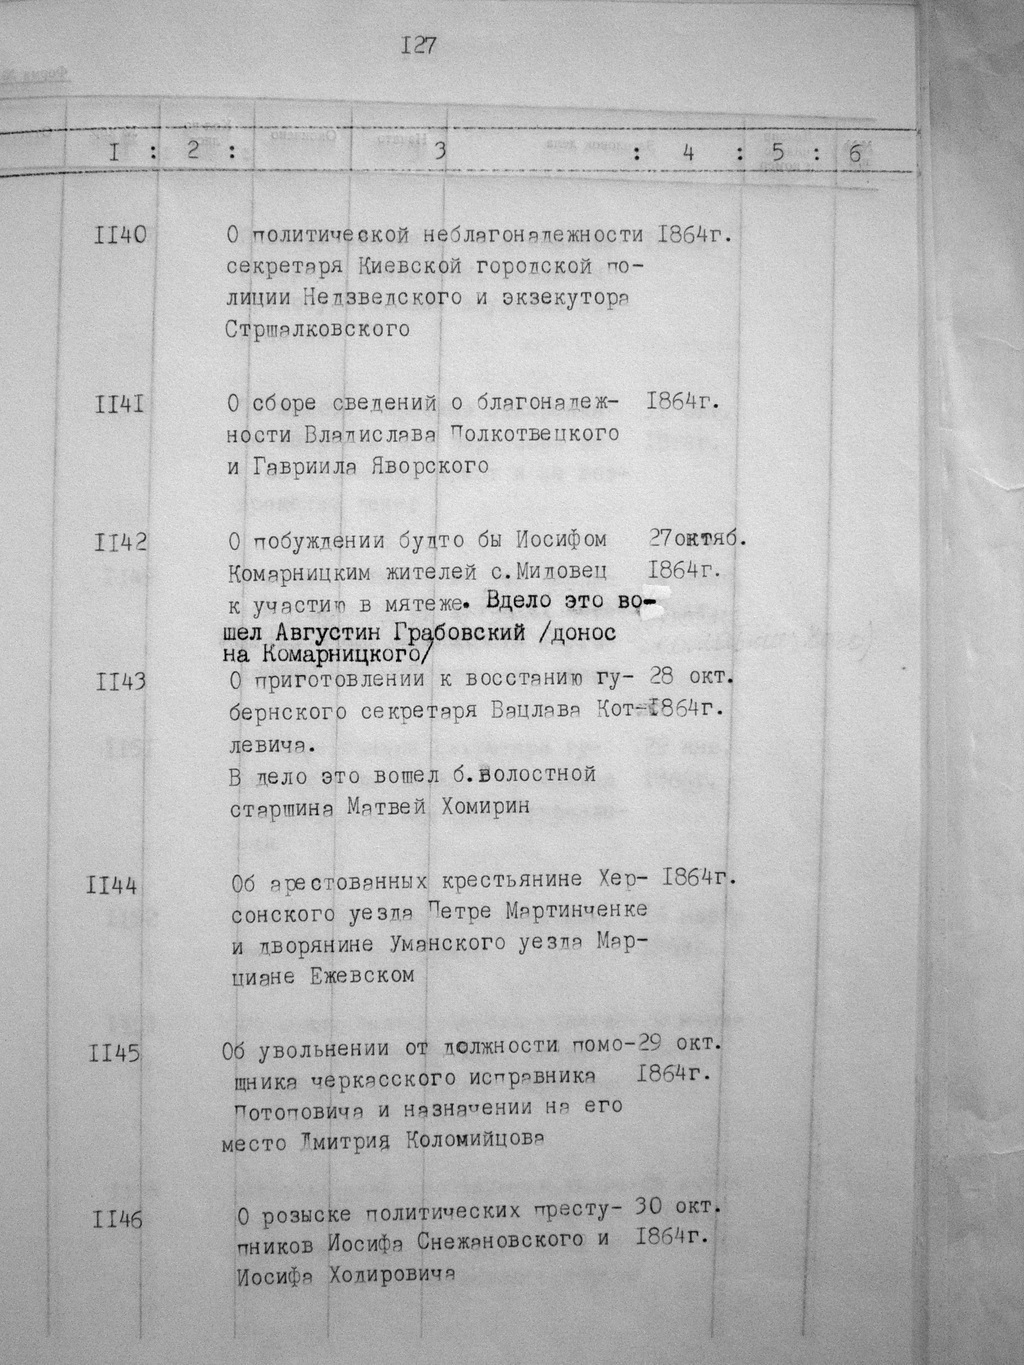 I27
I : 2 : 3 : 4 : 5 : 6
II40 О политической неблагонадежности I864г.
секретаря Киевской городской по-
лиции Недзведского и экзекутора
Стршалковского
II4I О сборе сведений о благонадеж- I864г.
ности Владислава Полкотвецкого
и Гавриила Яворского
II42 О побуждении будто бы Иосифом 27октяб.
Комарницким жителей с.Мидовец I864г.
к участию в мятеже. Вдело это во-
шел Августин Грабовский /донос
на Комарницкого/
II43 О приготовлении к восстанию гу- 28 окт.
бернского секретаря Вацлава Кот- I864г.
левича.
В дело это вошел б.волостной
старшина Матвей Хомирин
II44 Об арестованных крестьянине Хер- I864г.
сонского уезда Петре Мартинченке
и дворянине Уманского уезда Мар-
циане Ежевском
II45 Об увольнении от должности помо- 29 окт.
щника черкасского исправника I864г.
Потоповича и назначении на его
место Дмитрия Коломийцова
II46 О розыске политических престу- 30 окт.
пников Иосифа Снежановского и I864г.
Иосифа Ходировича